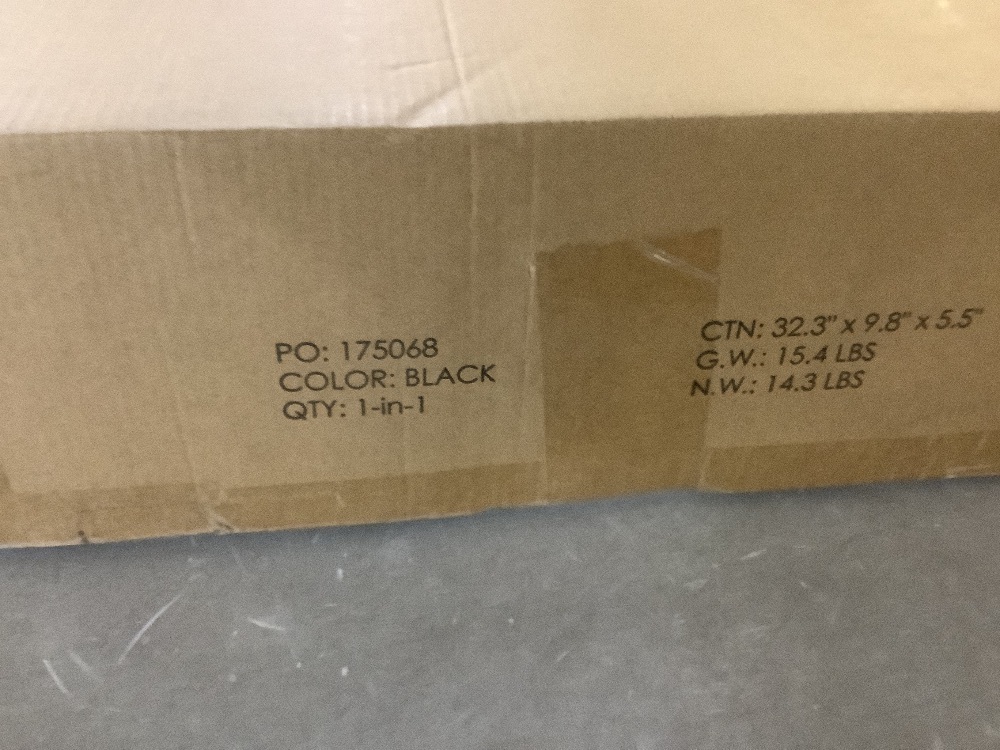 PO: 175068
COLOR: BLACK
QTY: 1-in-1
CTN: 32.3" x 9.8" x 5.5"
G.W.: 15.4 LBS
N.W.: 14.3 LBS